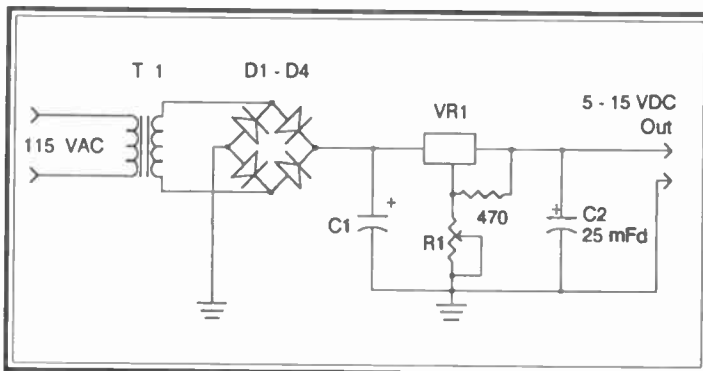 T 1
D1 - D4
115 VAC
VR1
5 - 15 VDC
Out
+
C1
470
R1
+
C2
25 mFd